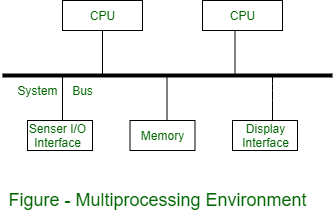 CPU CPU
System Bus
Senser I/O
Interface
Memory
Display
Interface
Figure - Multiprocessing Environment